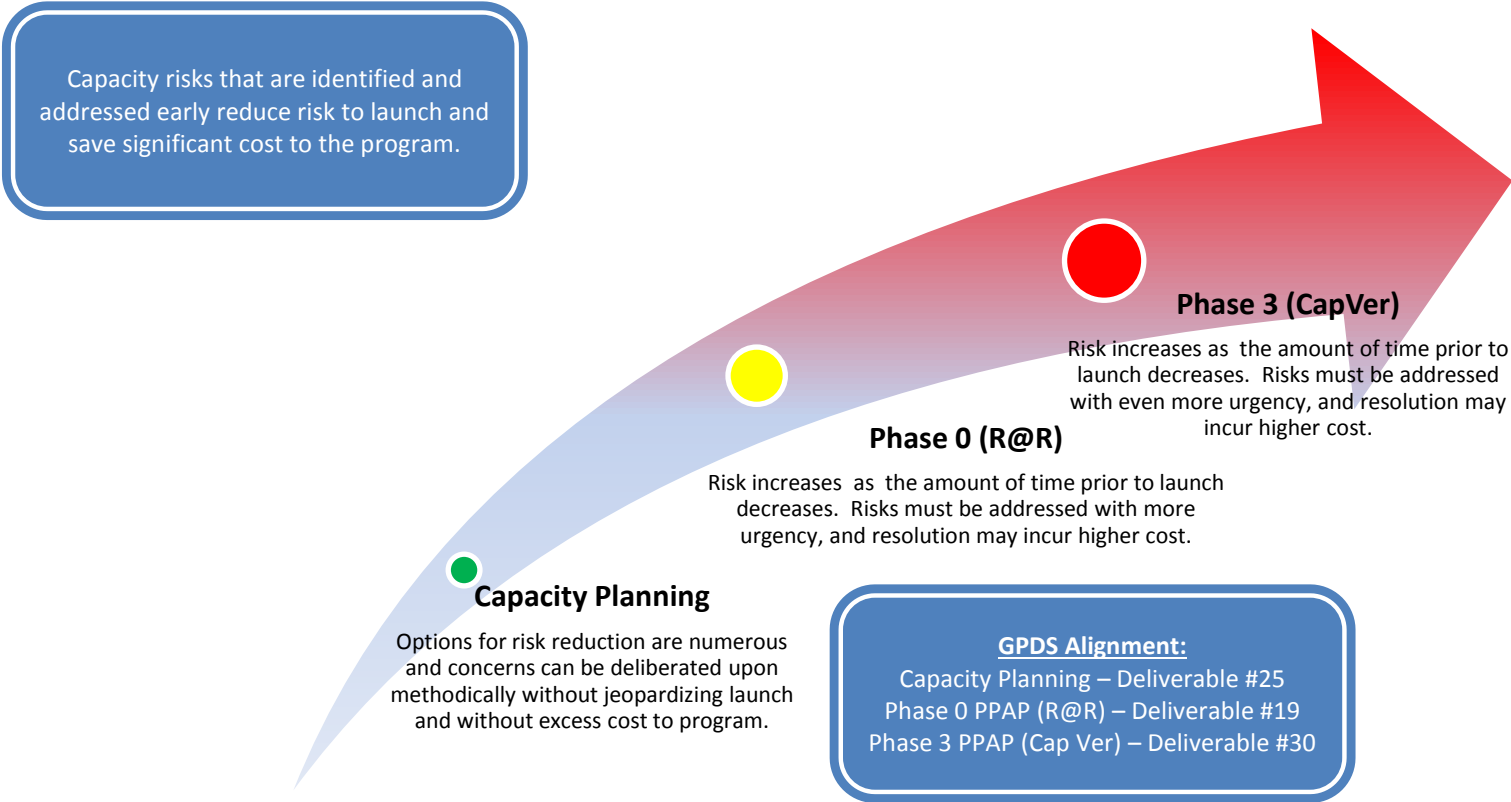 Capacity risks that are identified and
addressed early reduce risk to launch and
save significant cost to the program.
Phase 3 (CapVer)
Risk increases as the amount of time prior to
launch decreases. Risks must be addressed
with even more urgency, and resolution may
incur higher cost.
Phase 0 (R@R)
Risk increases as the amount of time prior to launch
decreases. Risks must be addressed with more
urgency, and resolution may incur higher cost.
Capacity Planning
Options for risk reduction are numerous
and concerns can be deliberated upon
methodically without jeopardizing launch
and without excess cost to program.
GPDS Alignment:
Capacity Planning – Deliverable #25
Phase 0 PPAP (R@R) – Deliverable #19
Phase 3 PPAP (Cap Ver) – Deliverable #30